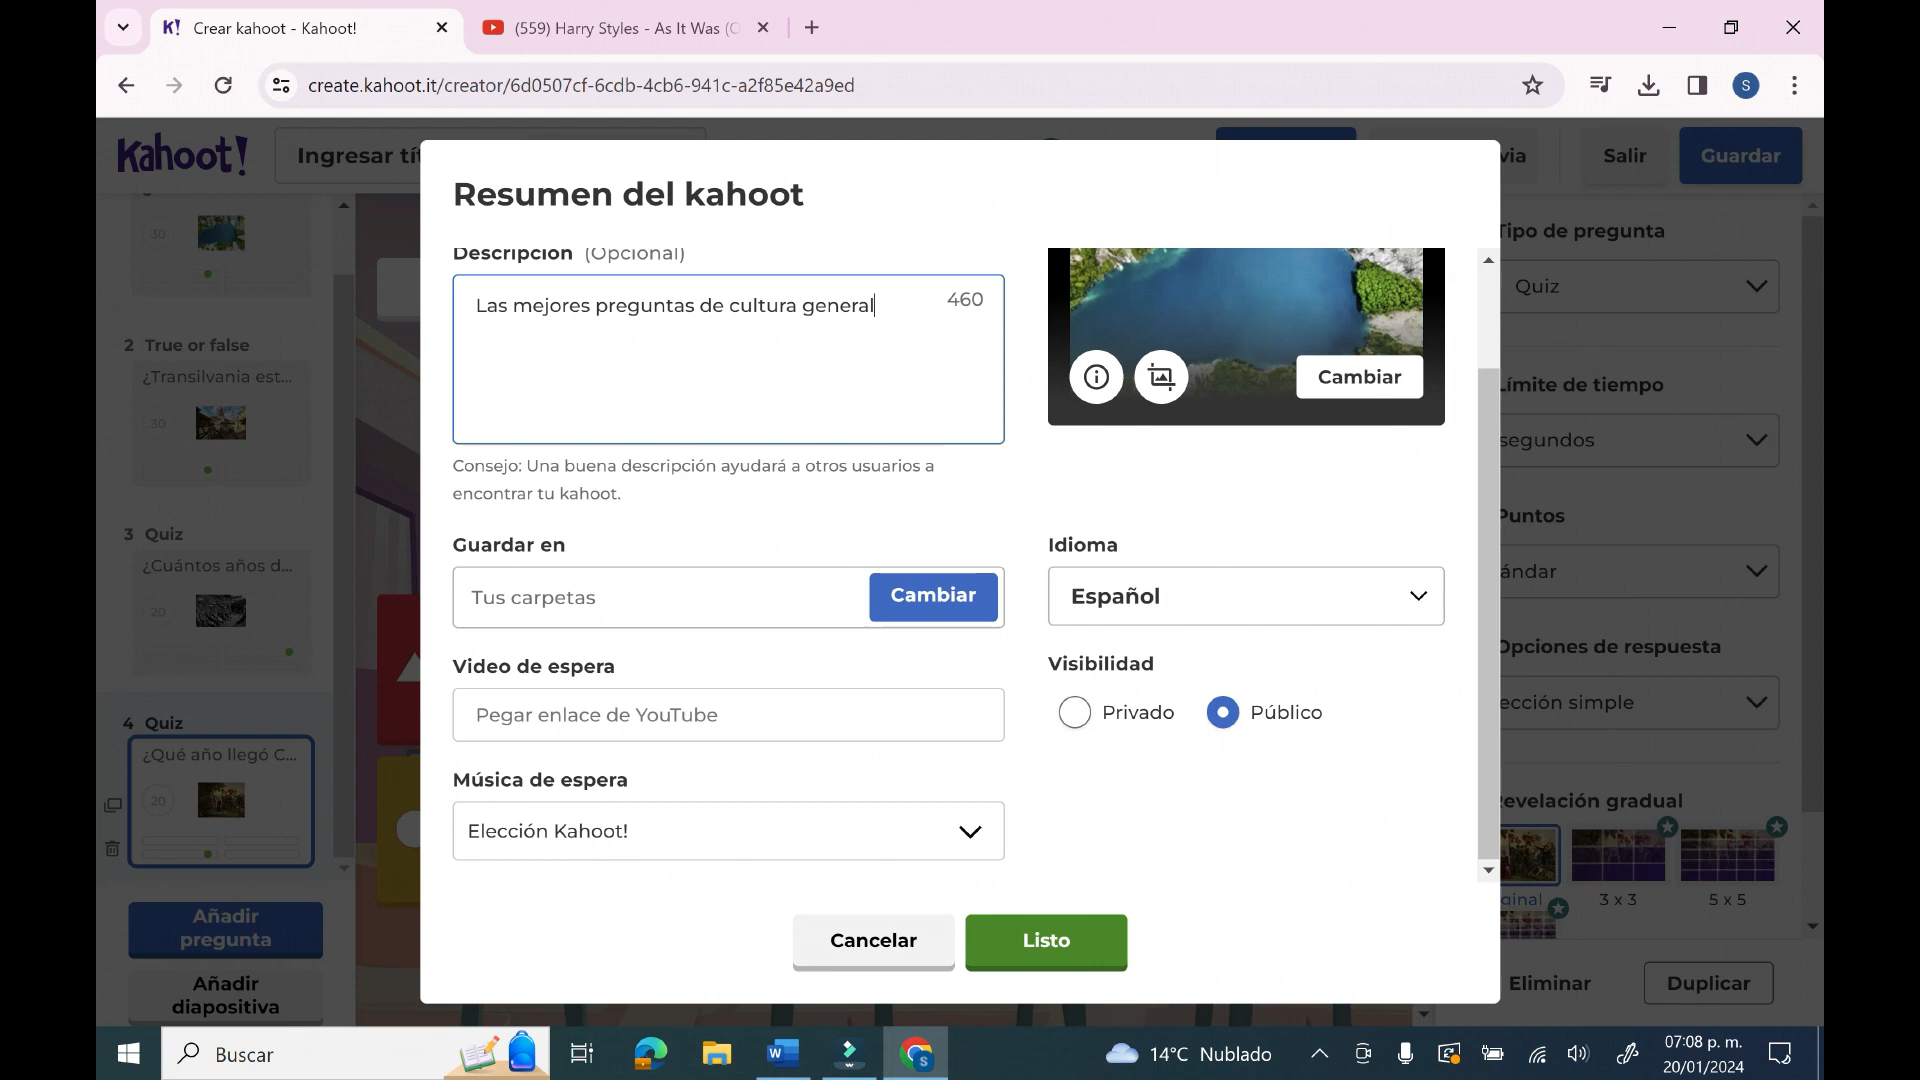 Crear kahoot - Kahoot!
(559) Harry Styles - As It Was (O
create.kahoot.it/creator/6d0507cf-6cdb-4cb6-941c-a2f85e42a9ed
S
Kahoot!
Ingresar tít
via
Salir
Guardar
Resumen del kahoot
Descripción (Opcional)
Las mejores preguntas de cultura general
460
Consejo: Una buena descripción ayudará a otros usuarios a
encontrar tu kahoot.
Cambiar
Guardar en
Tus carpetas
Cambiar
Idioma
Español
Video de espera
Pegar enlace de YouTube
Visibilidad
Privado
Público
Música de espera
Elección Kahoot!
Cancelar
Listo
30
2 True or false
¿Transilvania est...
30
3 Quiz
¿Cuántos años d...
20
4 Quiz
¿Qué año llegó C...
20
Añadir
pregunta
Añadir
diapositiva
Tipo de pregunta
Quiz
Límite de tiempo
segundos
Puntos
ándar
Opciones de respuesta
ección simple
Revelación gradual
ginal
3 x 3
5 x 5
Eliminar
Duplicar
Buscar
14°C Nublado
07:08 p. m.
20/01/2024